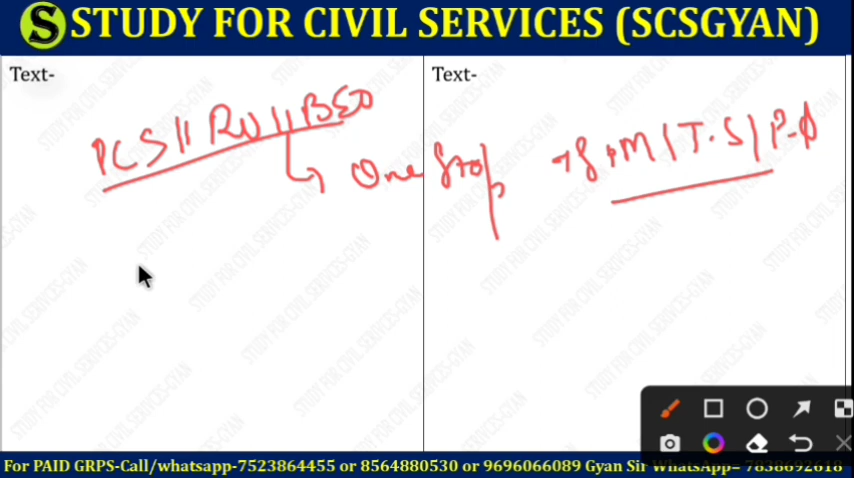 STUDY FOR CIVIL SERVICES (SCSGYAN)
Text-
Text-
PCS || RO || BEO
One Stop
M | T.S | P-
For PAID GRPS-Call/whatsapp-7523864455 or 8564880530 or 9696066089 Gyan Sir WhatsApp= 7838692618